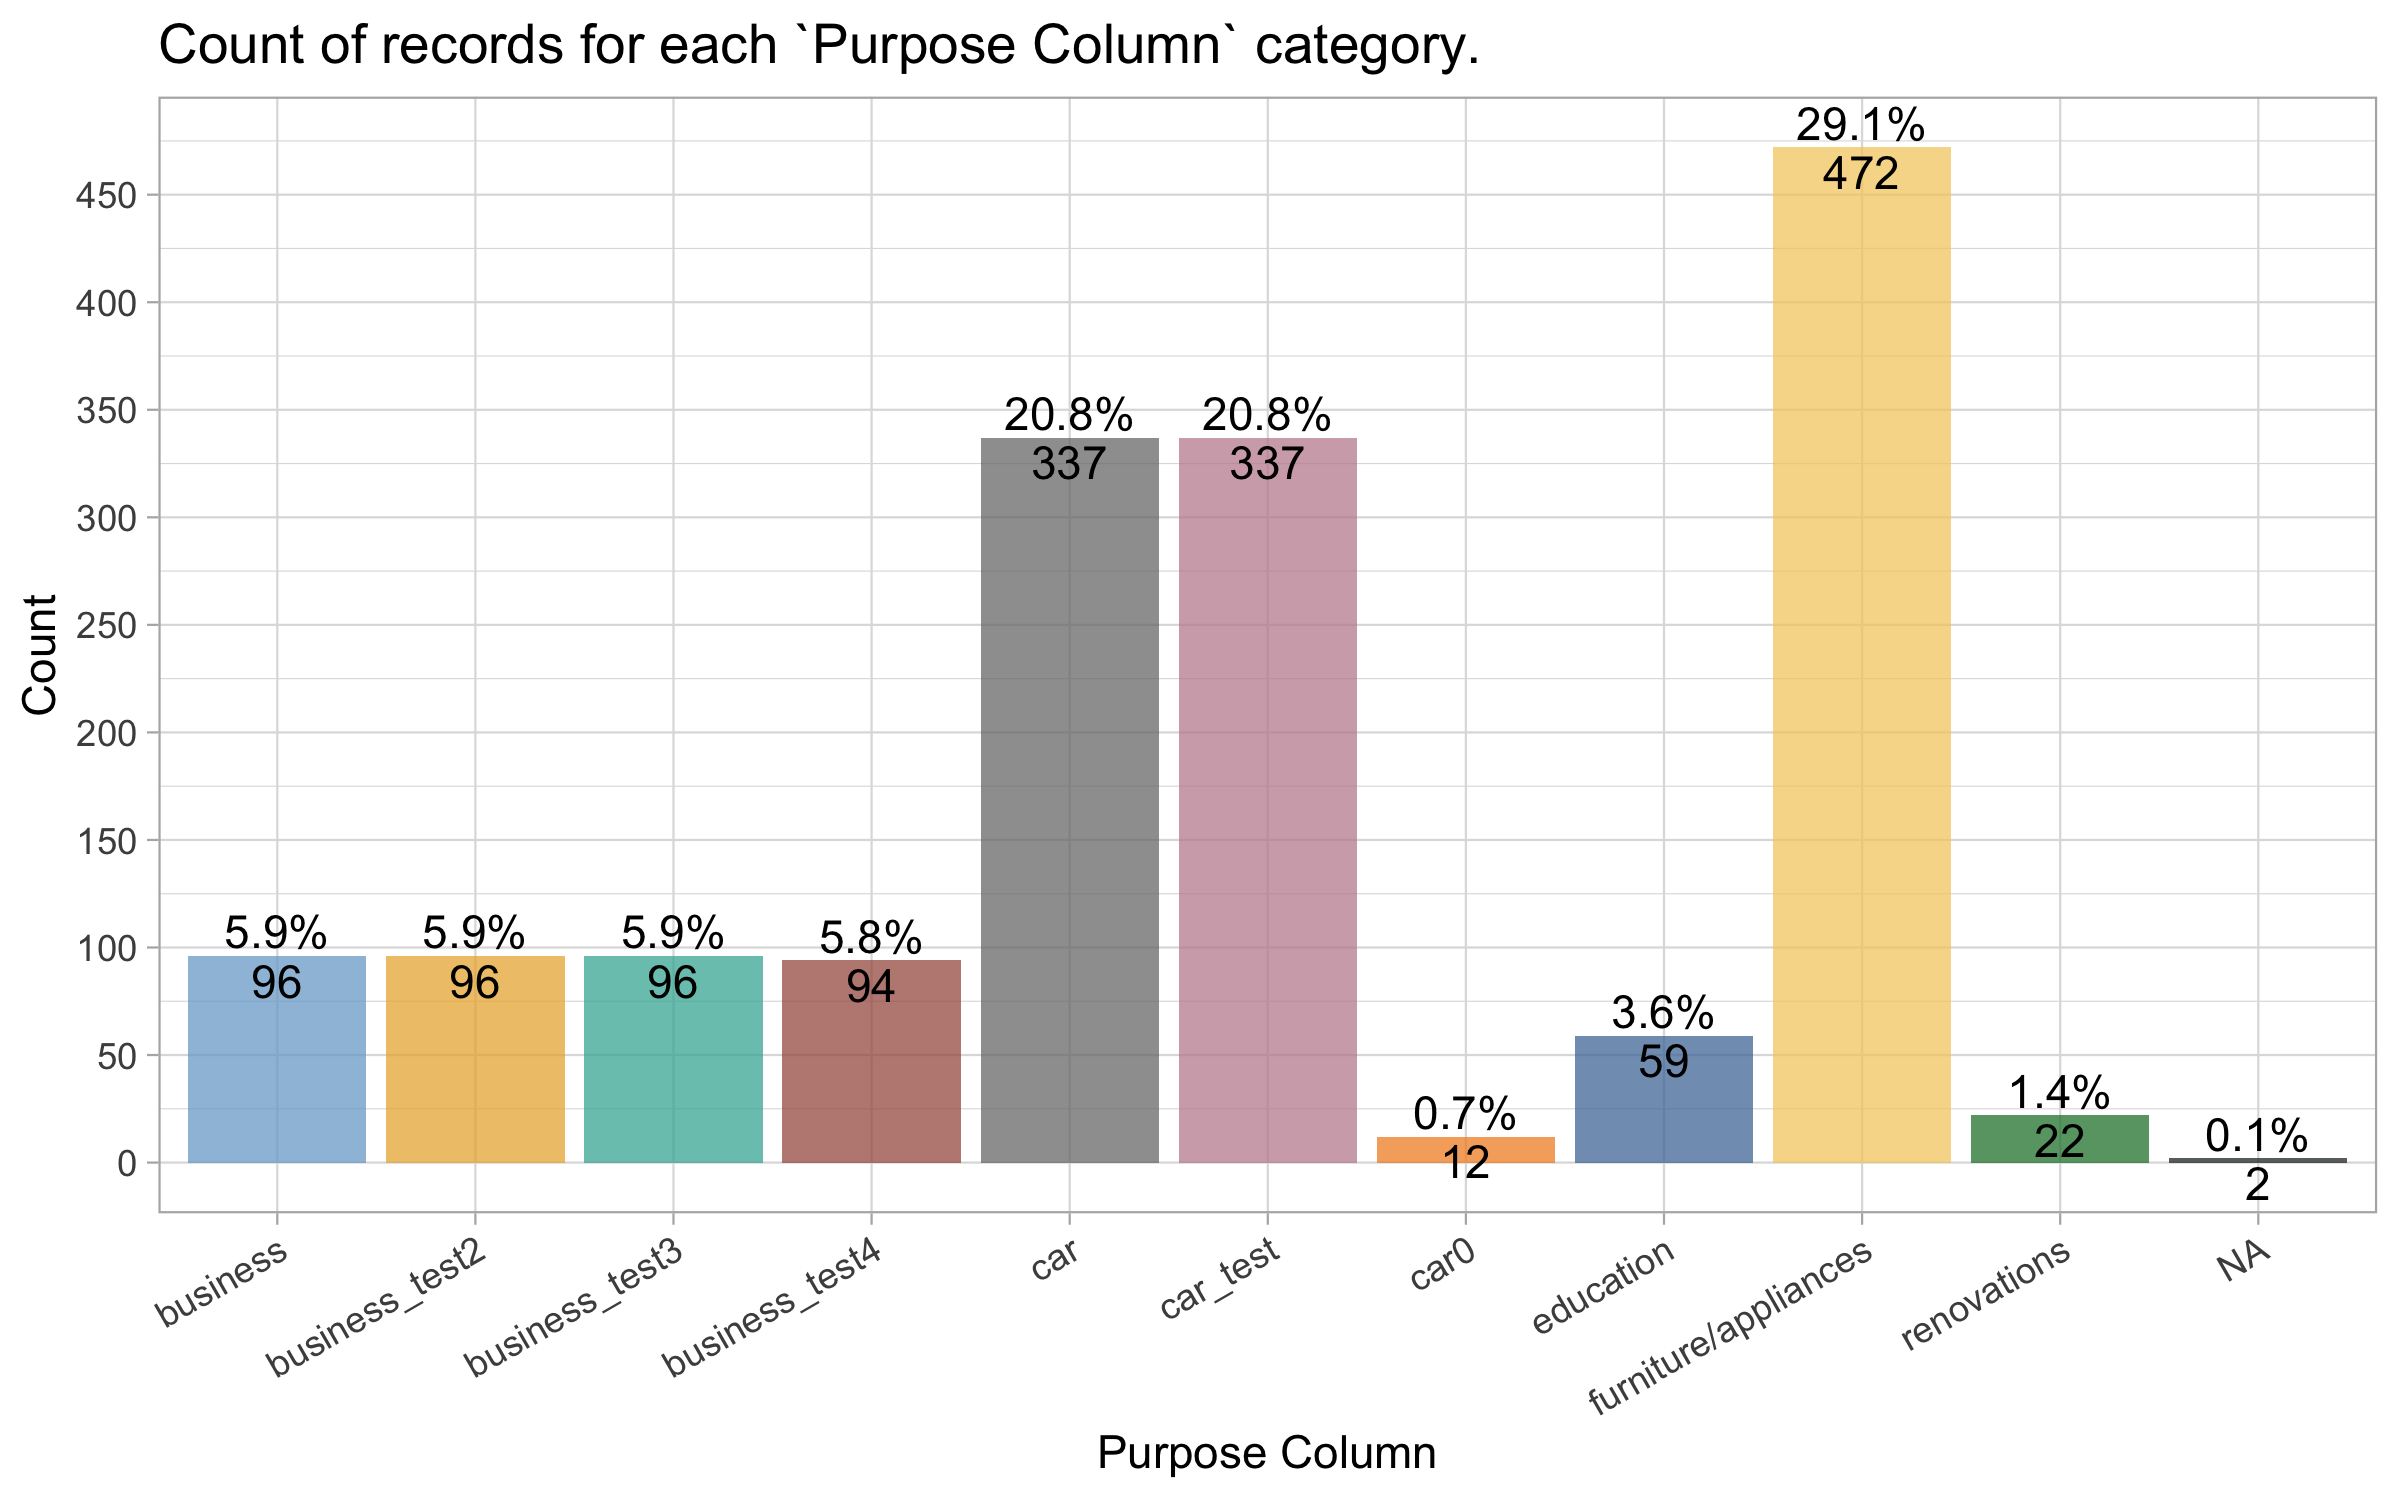 Count of records for each `Purpose Column` category.
29.1%
472
450
400
350
20.8%
20.8%
337
337
300
250
Count
200
150
100
5.9%
5.9%
5.9%
5.8%
96
96
96
94
50
3.6%
59
0.7%
12
1.4%
22
0.1%
2
0
business
business_test2
business_test3
business_test4
car
car_test
car0
education
furniture/appliances
renovations
NA
Purpose Column